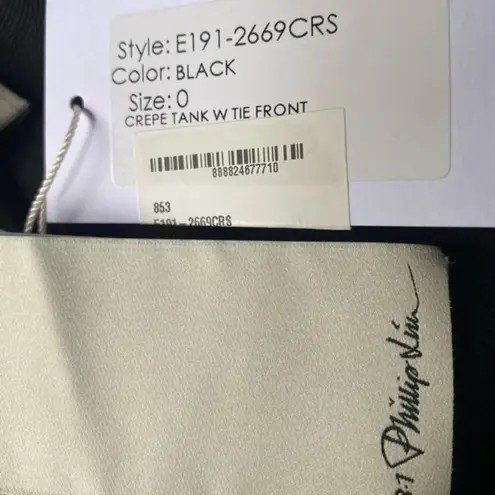 Style: E191-2669CRS
Color: BLACK
Size: 0
CREPE TANK W TIE FRONT
888824677710
853
E191-2669CRS
3.1 Phillip Lim